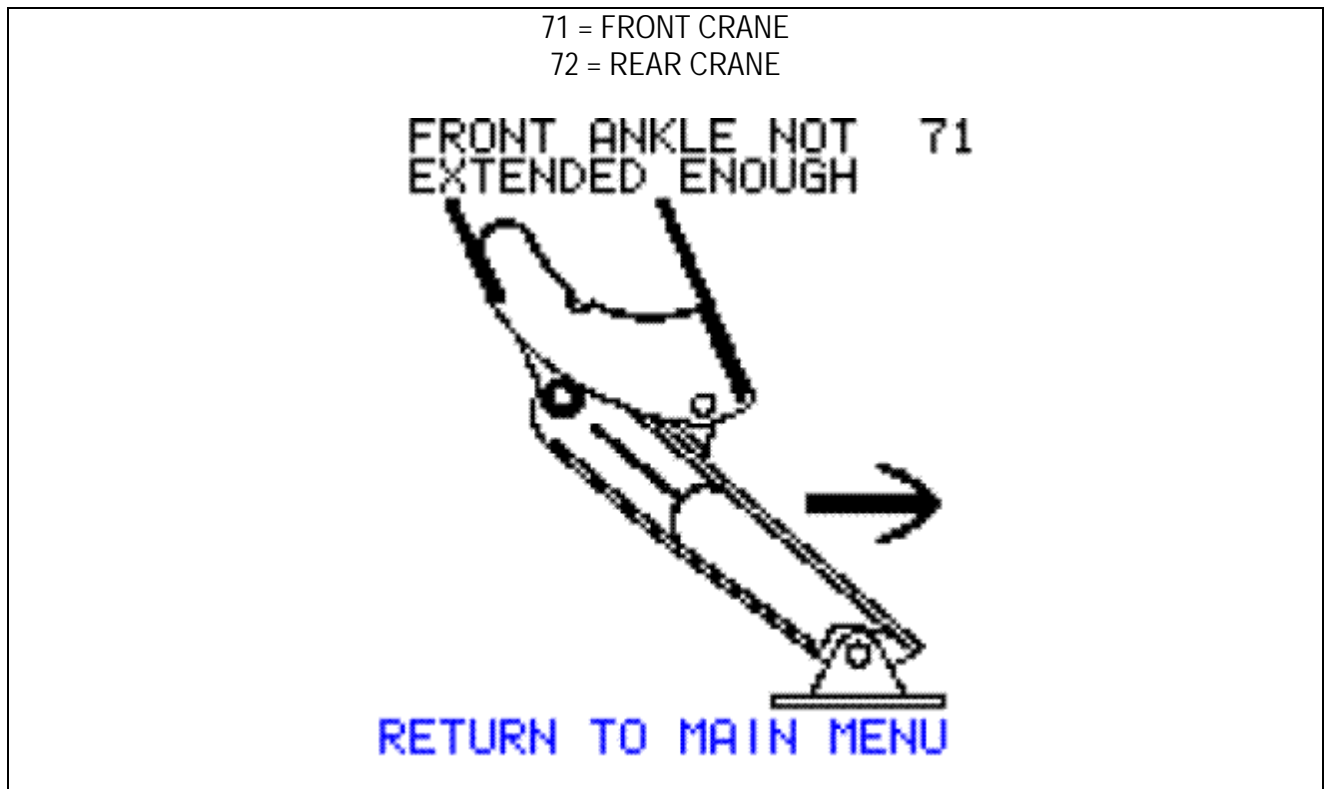 71 = FRONT CRANE
72 = REAR CRANE
FRONT ANKLE NOT 71
EXTENDED ENOUGH
RETURN TO MAIN MENU